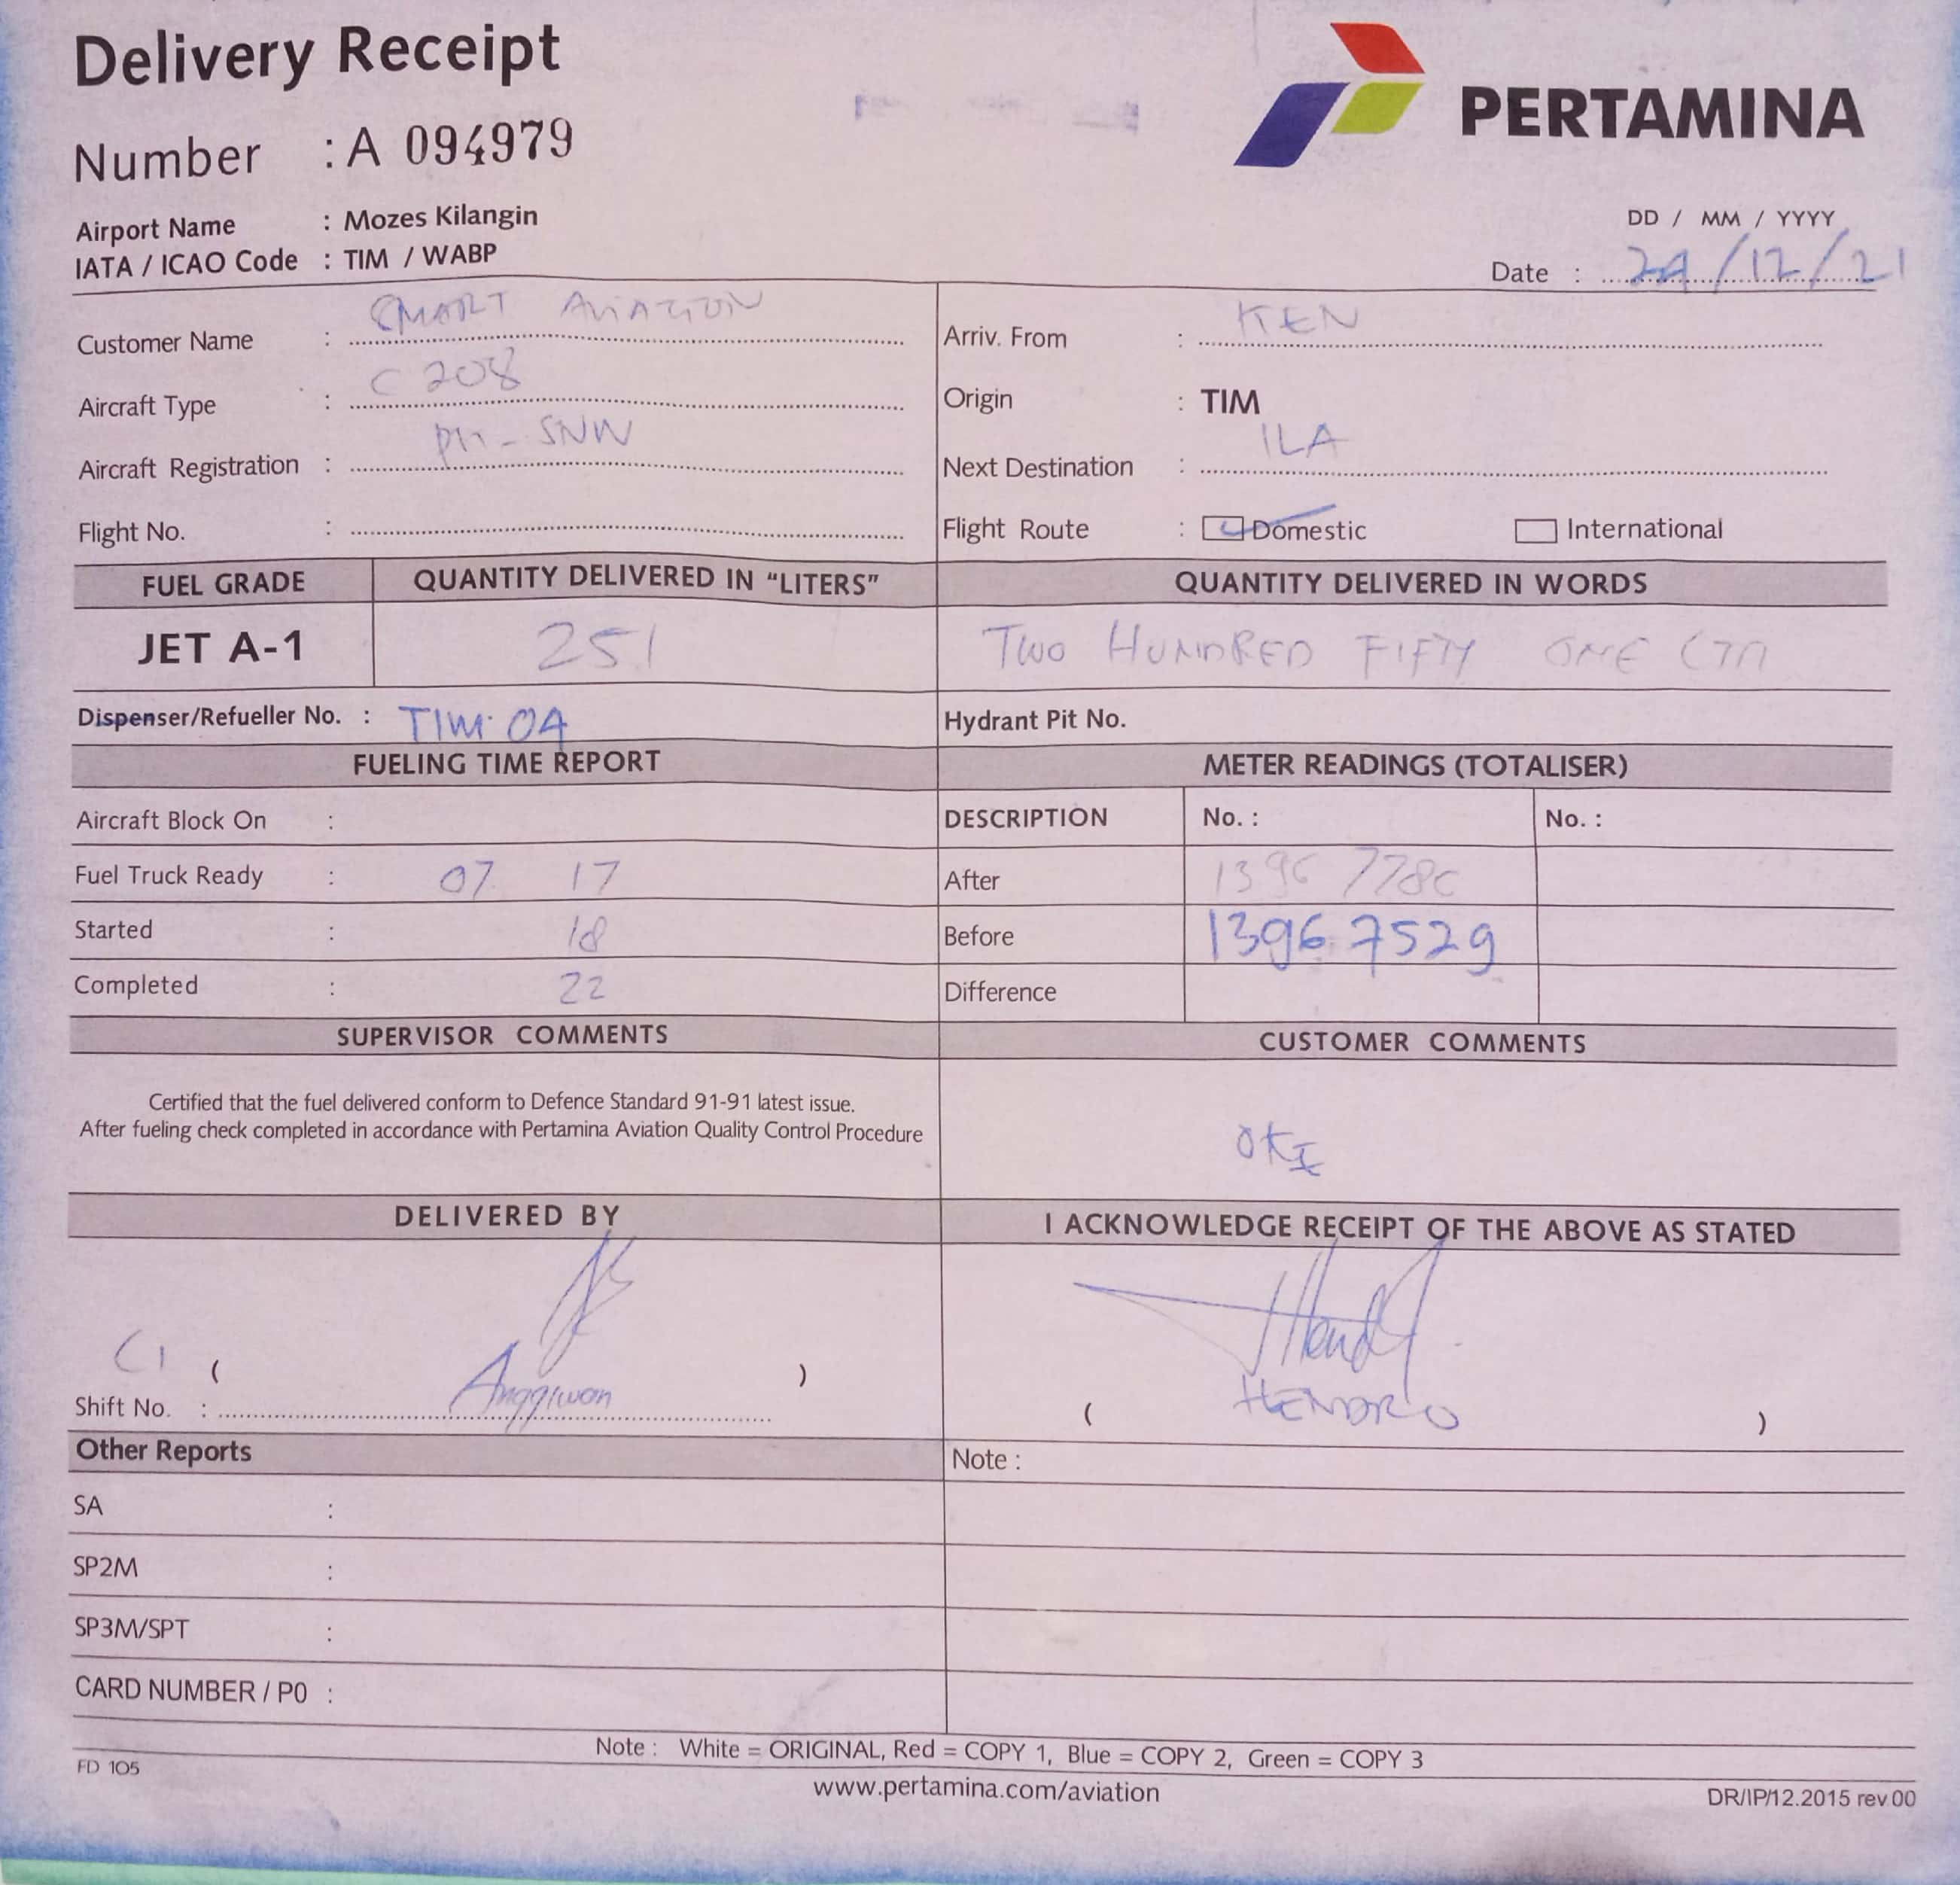 Delivery Receipt
PERTAMINA
Number : A 094979
Airport Name : Mozes Kilangin
IATA / ICAO Code : TIM / WABP
DD / MM / YYYY
Date : 24/12/21
Customer Name : SMART AVIATION
Arriv. From : KEN
Aircraft Type : C 208
Origin : TIM
Aircraft Registration : PK-SNW
Next Destination : ILA
Flight No. :
Flight Route : Domestic International
FUEL GRADE QUANTITY DELIVERED IN "LITERS" QUANTITY DELIVERED IN WORDS
JET A-1 251 TWO HUNDRED FIFTY ONE LTR
Dispenser/Refueller No. : TIM. 04 Hydrant Pit No.
FUELING TIME REPORT METER READINGS (TOTALISER)
Aircraft Block On : DESCRIPTION No. : No. :
Fuel Truck Ready : 07 17 After 1396 7780
Started : 18 Before 1396.7529
Completed : 22 Difference
SUPERVISOR COMMENTS CUSTOMER COMMENTS
Certified that the fuel delivered conform to Defence Standard 91-91 latest issue.
After fueling check completed in accordance with Pertamina Aviation Quality Control Procedure
OKE
DELIVERED BY I ACKNOWLEDGE RECEIPT OF THE ABOVE AS STATED
( )
Shift No. : Anggiwan
( HENDRO )
Other Reports Note :
SA :
SP2M :
SP3M/SPT :
CARD NUMBER / P0 :
Note : White = ORIGINAL, Red = COPY 1, Blue = COPY 2, Green = COPY 3
FD 105 www.pertamina.com/aviation DR/IP/12.2015 rev.00